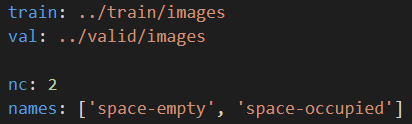 train: ../train/images
val: ../valid/images
nc: 2
names: ['space-empty', 'space-occupied']